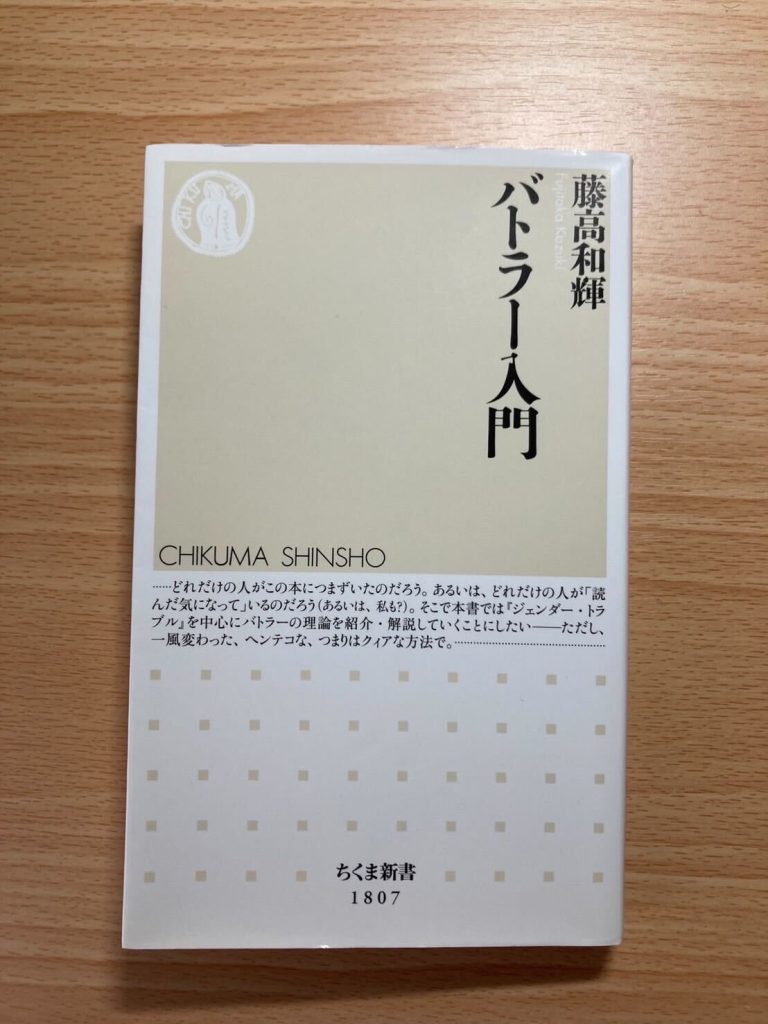 藤高和輝
Fujitaka Kazuki
バトラー入門
CHI KU MA
CHIKUMA SHINSHO
……どれだけの人がこの本につまずいたのだろう。あるいは、どれだけの人が「読
んだ気になって」いるのだろう(あるいは、私も?)。そこで本書では『ジェンダー・トラ
ブル』を中心にバトラーの理論を紹介・解説していくことにしたい――ただし、
一風変わった、ヘンテコな、つまりはクィアな方法で。……………………………………
ちくま新書
1807